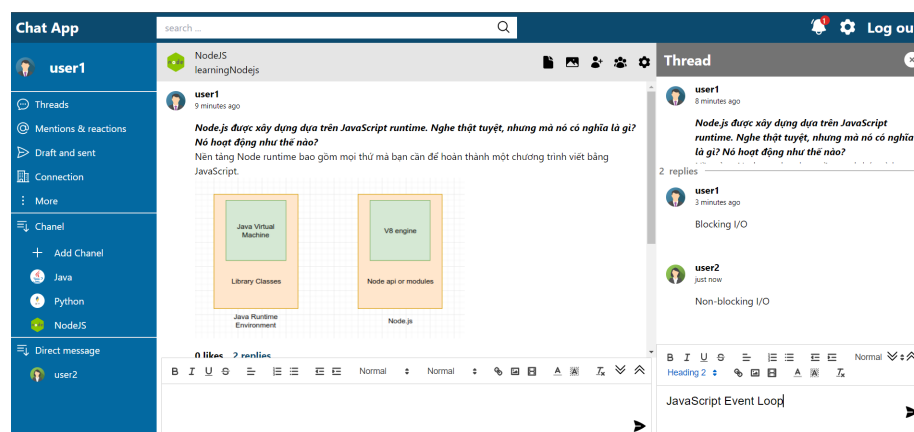 Chat App
search ...
1
Log ou
user1
Threads
Mentions & reactions
Draft and sent
Connection
More
Chanel
Add Chanel
Java
Python
NodeJS
Direct message
user2
NodeJS
learningNodejs
user1
9 minutes ago
Node.js được xây dựng dựa trên JavaScript runtime. Nghe thật tuyệt, nhưng mà nó có nghĩa là gì?
Nó hoạt động như thế nào?
Nền tảng Node runtime bao gồm mọi thứ mà bạn cần để hoàn thành một chương trình viết bằng
JavaScript.
Java Virtual
Machine
Library Classes
Java Runtime
Environment
V8 engine
Node api or modules
Node.js
0 likes 2 replies
Normal
Normal
Thread
user1
8 minutes ago
Node.js được xây dựng dựa trên JavaScript
runtime. Nghe thật tuyệt, nhưng mà nó có nghĩa
là gì? Nó hoạt động như thế nào?
2 replies
user1
3 minutes ago
Blocking I/O
user2
just now
Non-blocking I/O
Normal
Heading 2
JavaScript Event Loop